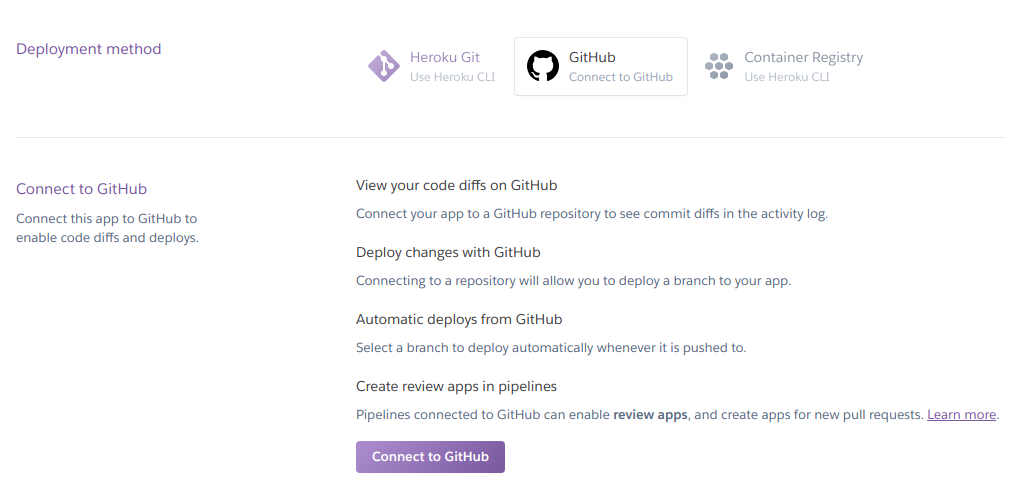 Deployment method
Heroku Git
Use Heroku CLI
GitHub
Connect to GitHub
Container Registry
Use Heroku CLI
Connect to GitHub
Connect this app to GitHub to
enable code diffs and deploys.
View your code diffs on GitHub
Connect your app to a GitHub repository to see commit diffs in the activity log.
Deploy changes with GitHub
Connecting to a repository will allow you to deploy a branch to your app.
Automatic deploys from GitHub
Select a branch to deploy automatically whenever it is pushed to.
Create review apps in pipelines
Pipelines connected to GitHub can enable review apps, and create apps for new pull requests. Learn more.
Connect to GitHub